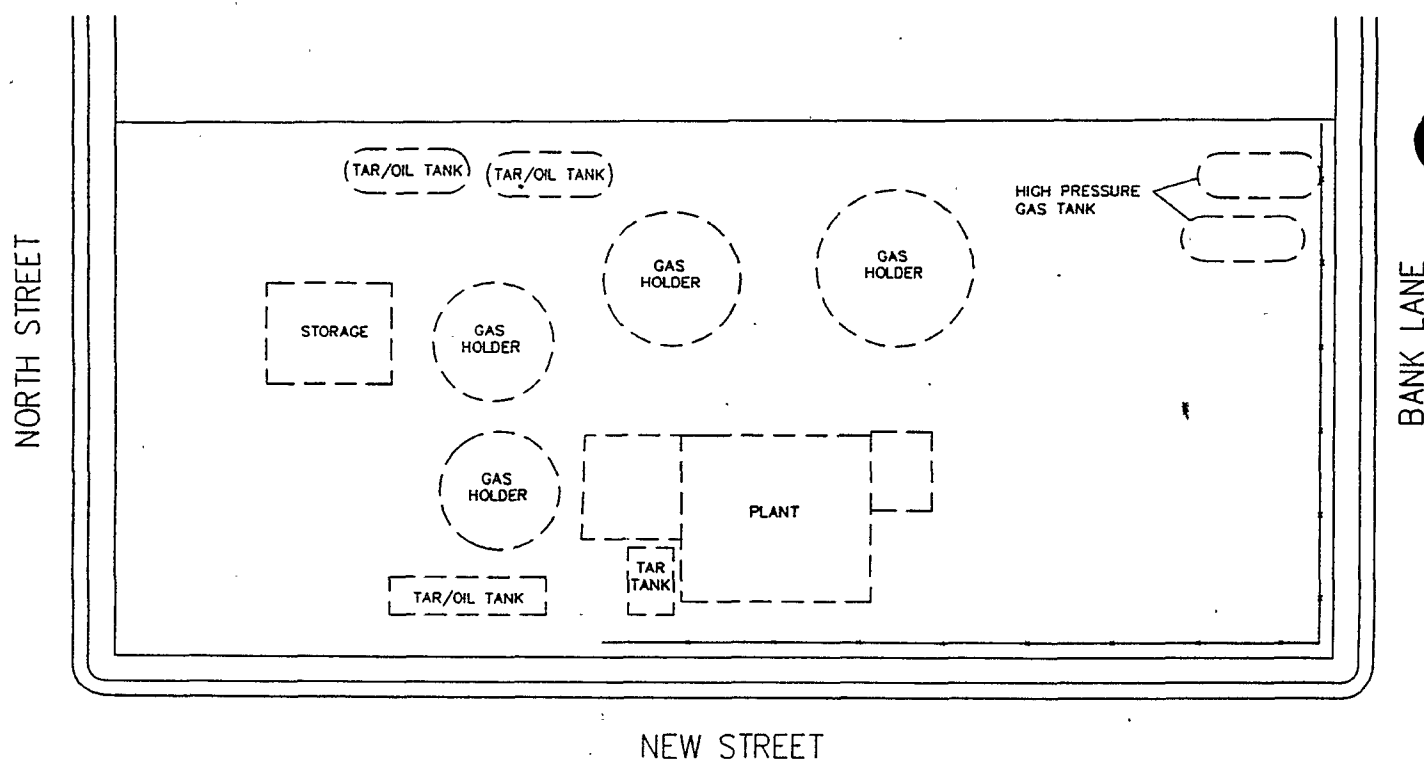 (TAR/OIL TANK)
(TAR/OIL TANK)
HIGH PRESSURE
GAS TANK
GAS
HOLDER
GAS
HOLDER
STORAGE
GAS
HOLDER
GAS
HOLDER
PLANT
TAR
TANK
TAR/OIL TANK
NORTH STREET
BANK LANE
NEW STREET